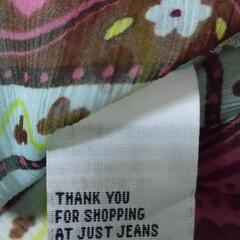 THANK YOU
FOR SHOPPING
AT JUST JEANS